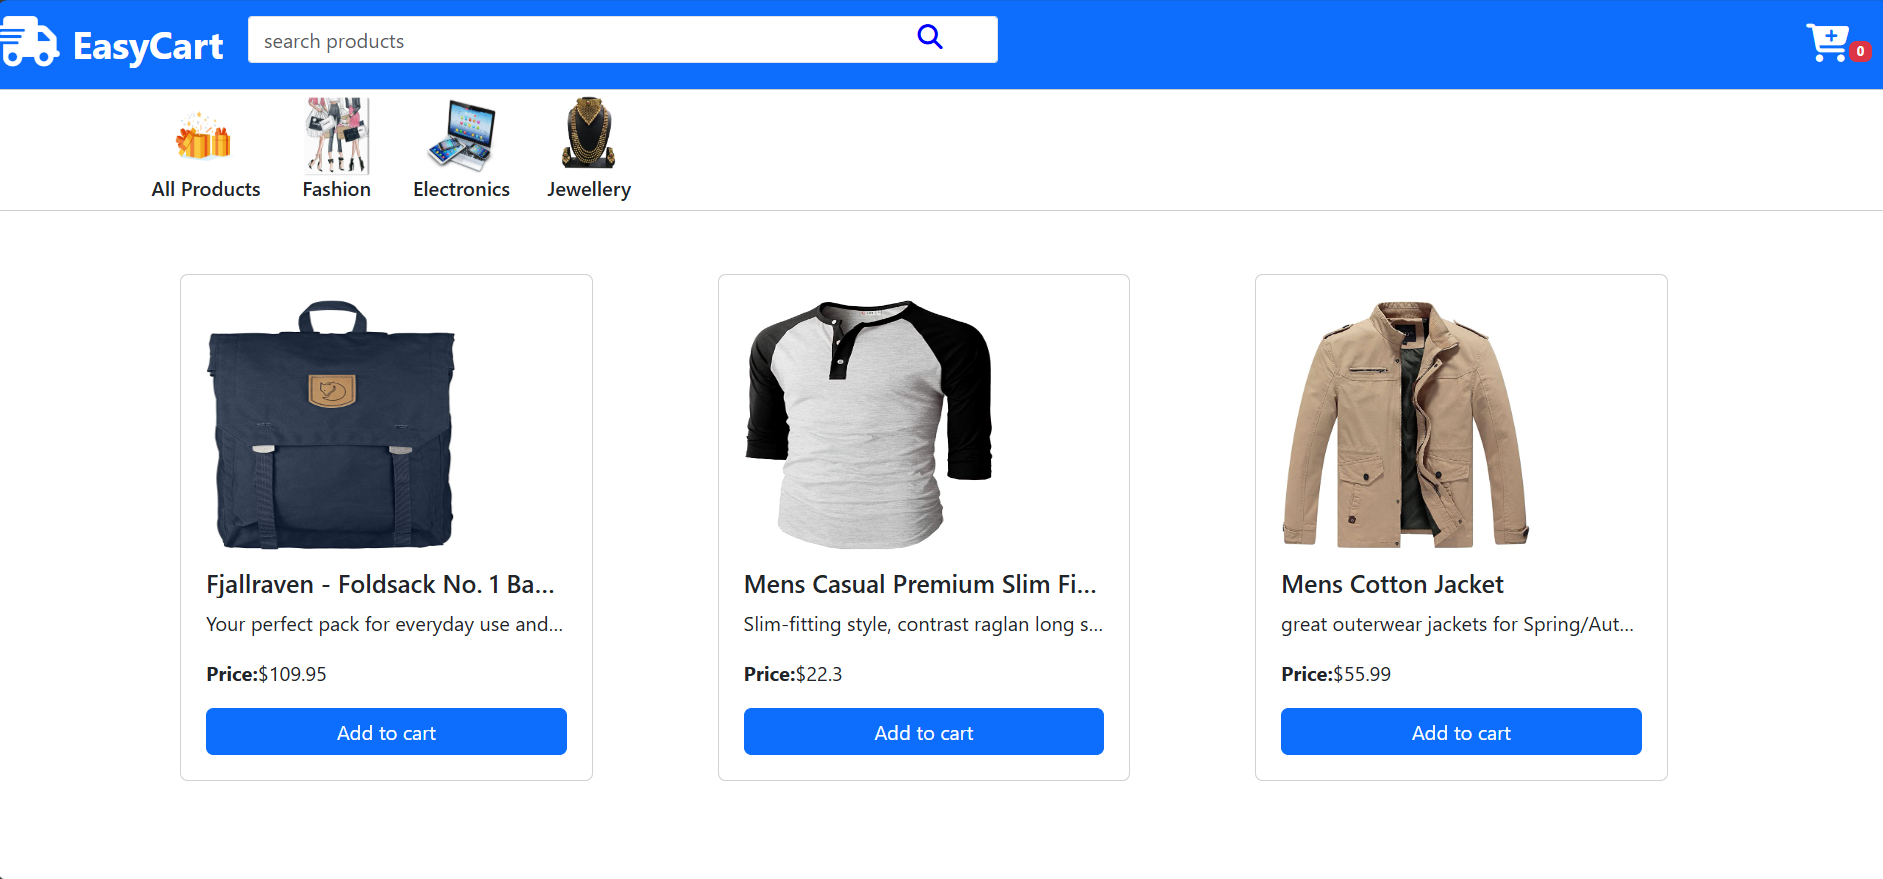 EasyCart
search products
0
All Products
Fashion
Electronics
Jewellery
Fjallraven - Foldsack No. 1 Ba...
Your perfect pack for everyday use and...
Price:$109.95
Add to cart
Mens Casual Premium Slim Fi...
Slim-fitting style, contrast raglan long s...
Price:$22.3
Add to cart
Mens Cotton Jacket
great outerwear jackets for Spring/Aut...
Price:$55.99
Add to cart